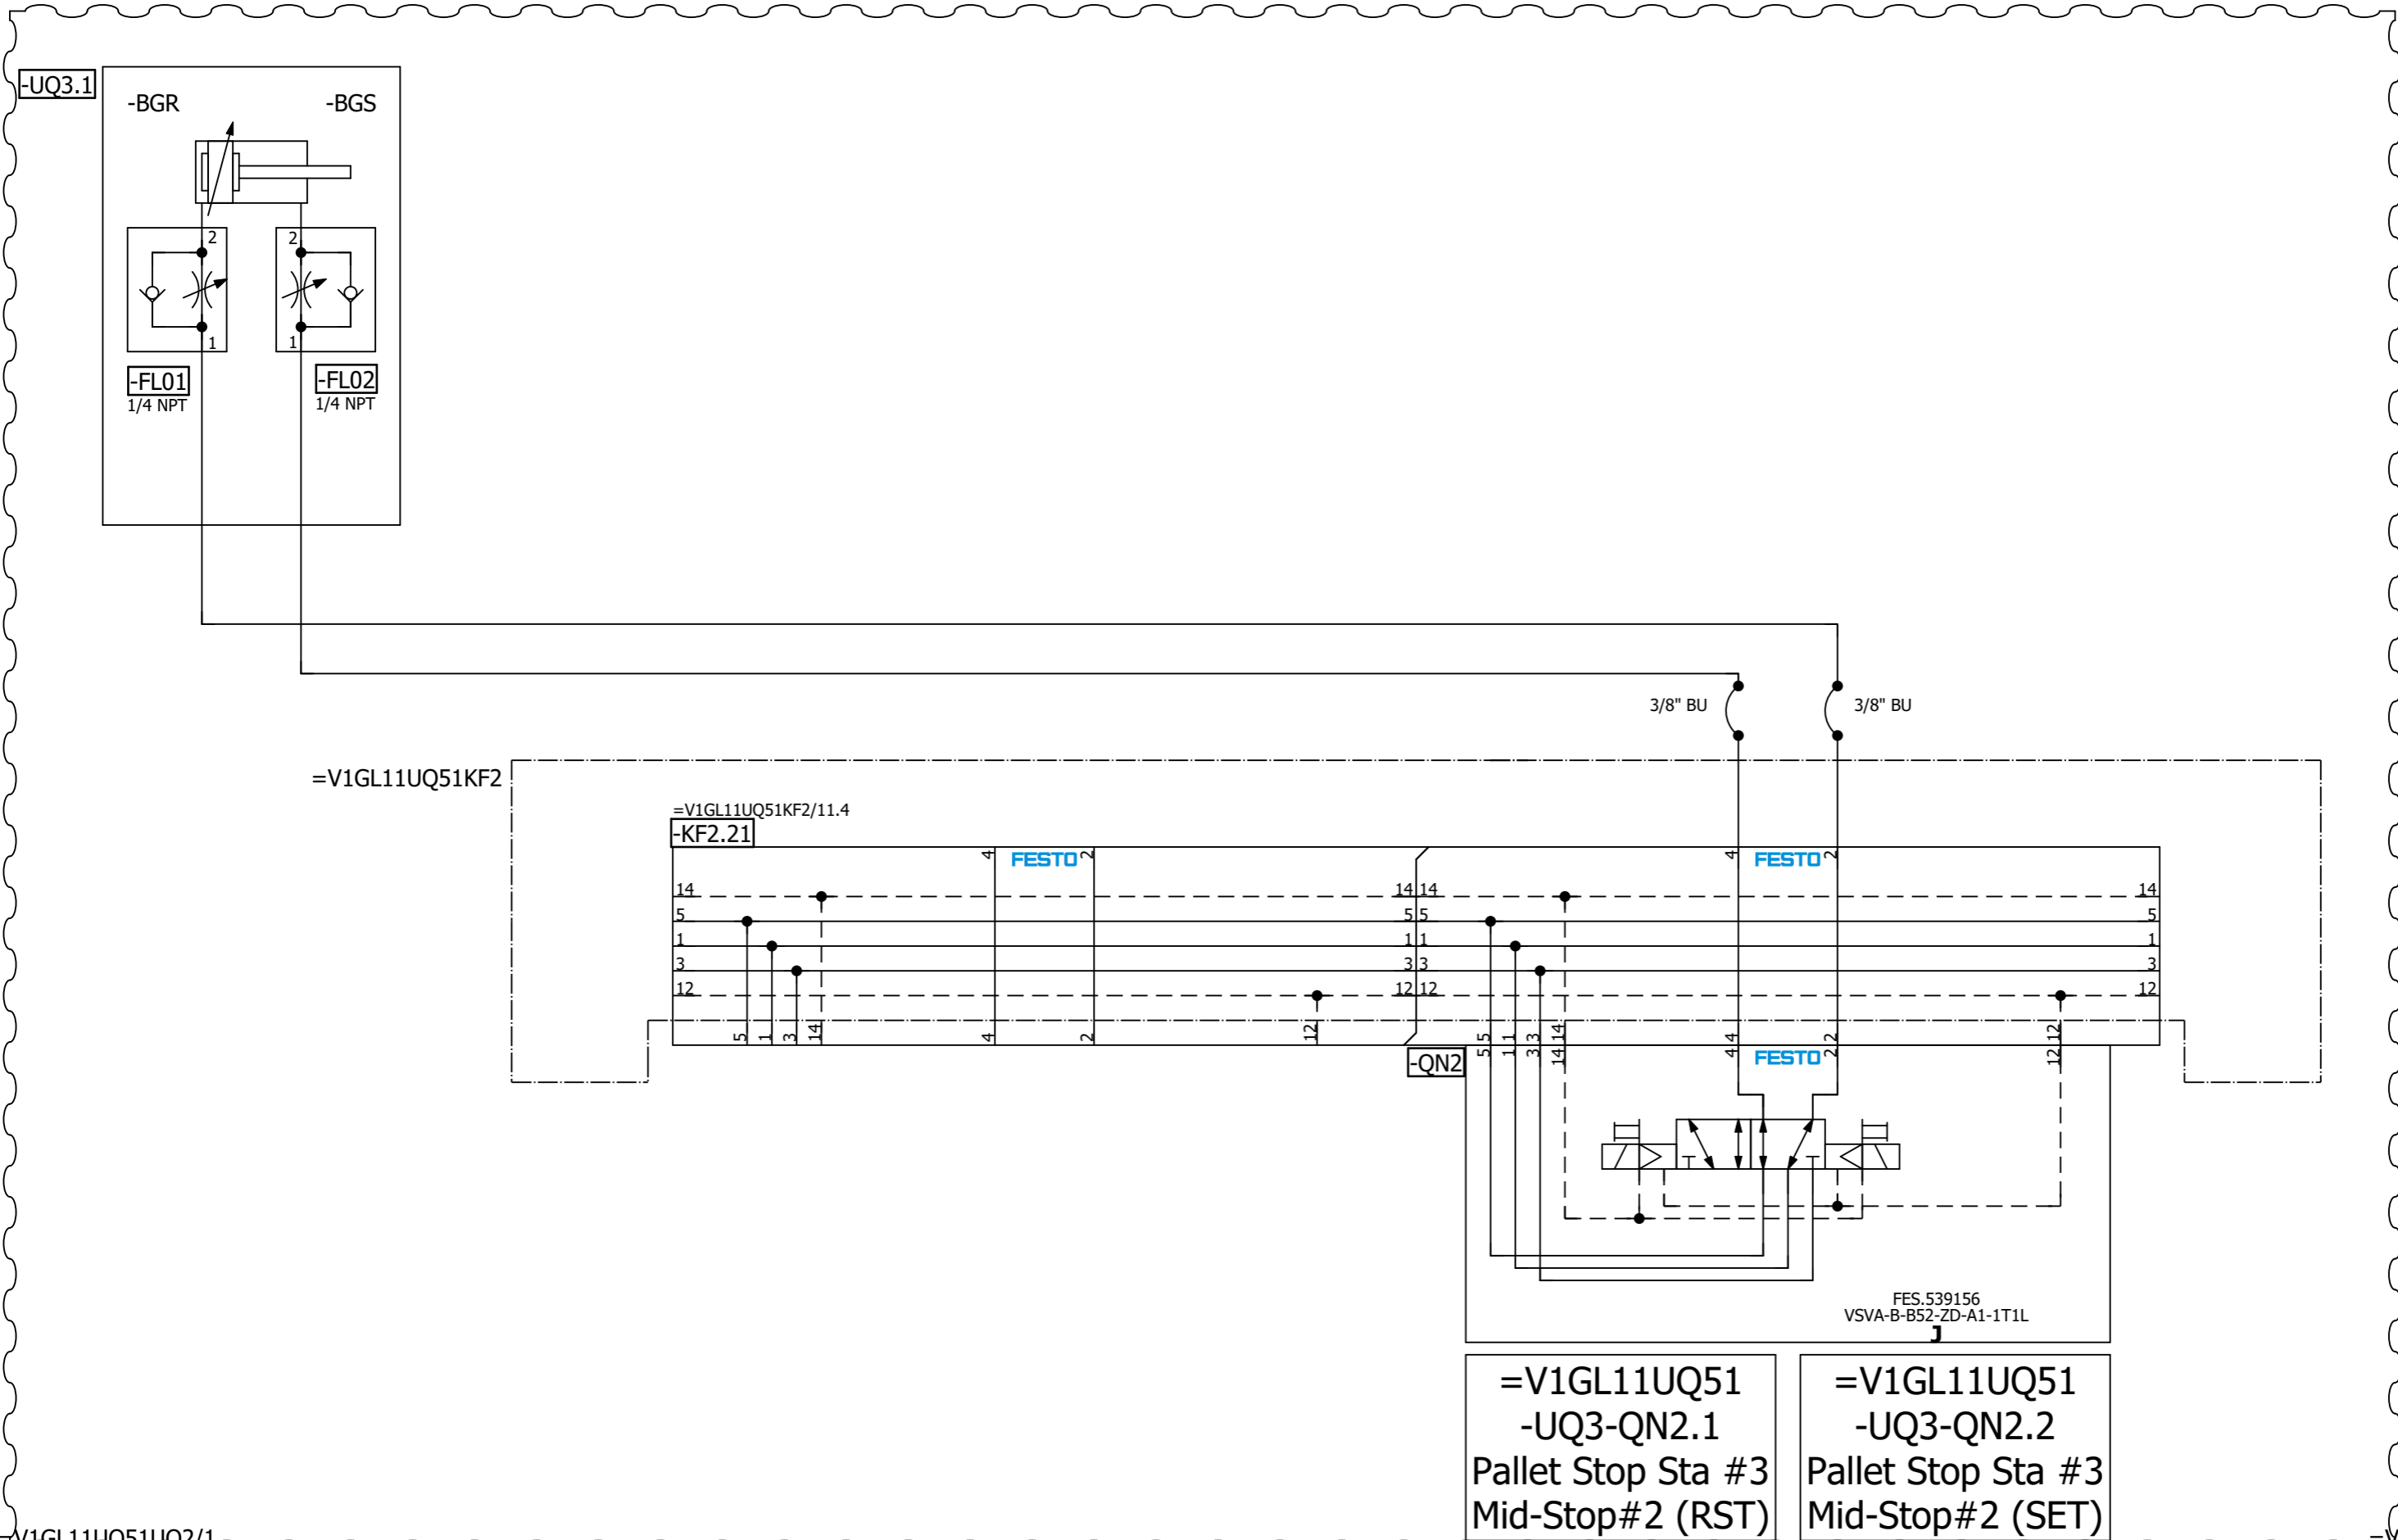 -UQ3.1
-BGR -BGS
2 2
1 1
-FL01 -FL02
1/4 NPT 1/4 NPT
3/8" BU 3/8" BU
=V1GL11UQ51KF2
=V1GL11UQ51KF2/11.4
-KF2.21
4 FESTO 2 4 FESTO 2
14 14 14 14
5 5 5 5
1 1 1 1
3 3 3 3
12 12 12 12
5 1 3 14 4 2 12 5 1 3 14 4 2 12
-QN2
5 1 3 14 4 FESTO 2 12
FES.539156
VSVA-B-B52-ZD-A1-1T1L
J
=V1GL11UQ51
-UQ3-QN2.1
Pallet Stop Sta #3
Mid-Stop#2 (RST)
=V1GL11UQ51
-UQ3-QN2.2
Pallet Stop Sta #3
Mid-Stop#2 (SET)